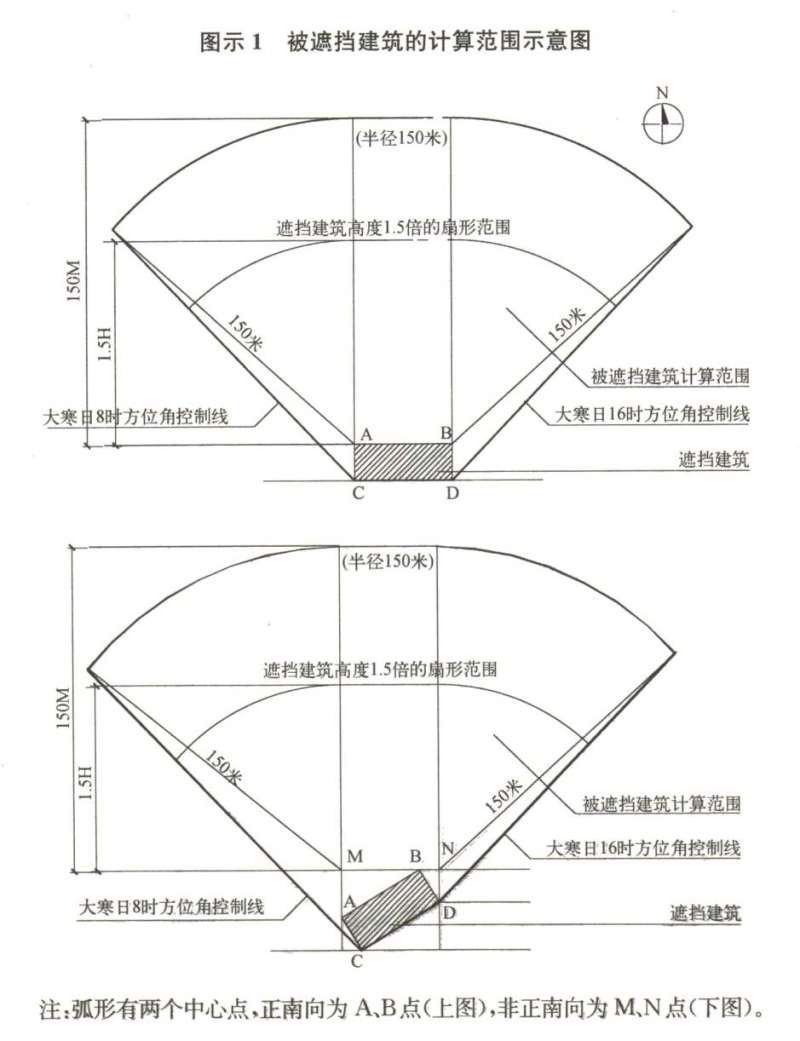 图示1 被遮挡建筑的计算范围示意图
N
(半径150米)
遮挡建筑高度1.5倍的扇形范围
150M
1.5H
150米
150米
被遮挡建筑计算范围
大寒日8时方位角控制线
大寒日16时方位角控制线
A
B
遮挡建筑
C
D
(半径150米)
遮挡建筑高度1.5倍的扇形范围
150M
1.5H
150米
150米
被遮挡建筑计算范围
大寒日16时方位角控制线
M
B
N
大寒日8时方位角控制线
A
D
遮挡建筑
C
注:弧形有两个中心点,正南向为A、B点(上图),非正南向为M、N点(下图)。